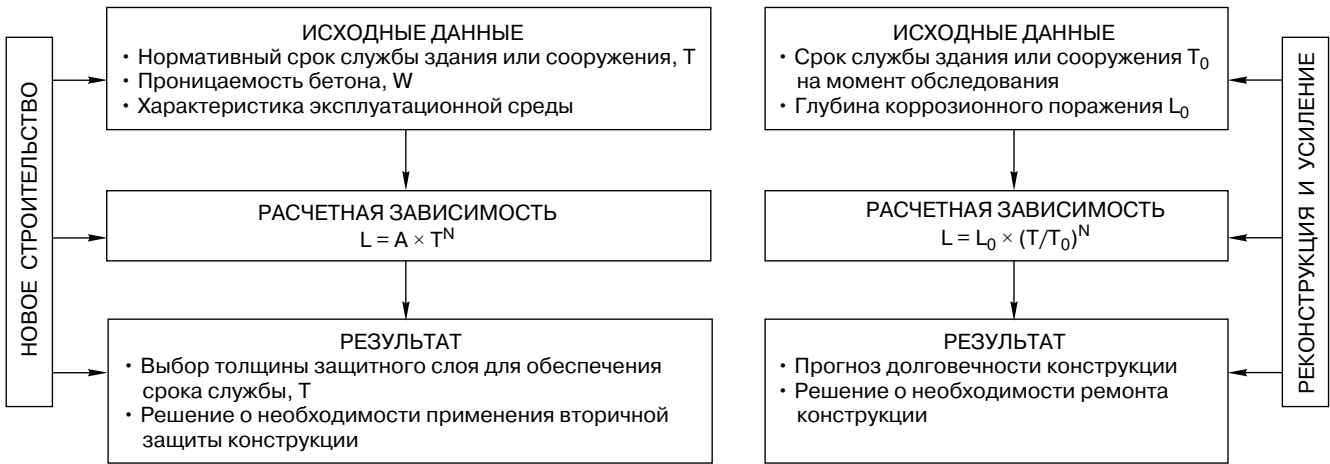 НОВОЕ СТРОИТЕЛЬСТВО
ИСХОДНЫЕ ДАННЫЕ
· Нормативный срок службы здания или сооружения, T
· Проницаемость бетона, W
· Характеристика эксплуатационной среды
РАСЧЕТНАЯ ЗАВИСИМОСТЬ
L = A × T^N
РЕЗУЛЬТАТ
· Выбор толщины защитного слоя для обеспечения
срока службы, T
· Решение о необходимости применения вторичной
защиты конструкции
ИСХОДНЫЕ ДАННЫЕ
· Срок службы здания или сооружения T₀
на момент обследования
· Глубина коррозионного поражения L₀
РАСЧЕТНАЯ ЗАВИСИМОСТЬ
L = L₀ × (T/T₀)^N
РЕЗУЛЬТАТ
· Прогноз долговечности конструкции
· Решение о необходимости ремонта
конструкции
РЕКОНСТРУКЦИЯ И УСИЛЕНИЕ